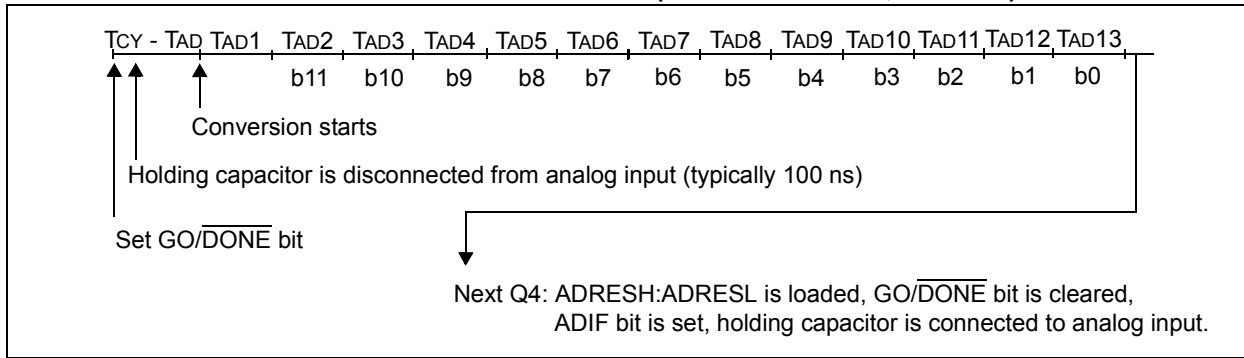 TCY - TAD TAD1 TAD2 TAD3 TAD4 TAD5 TAD6 TAD7 TAD8 TAD9 TAD10 TAD11 TAD12 TAD13
b11 b10 b9 b8 b7 b6 b5 b4 b3 b2 b1 b0
Conversion starts
Holding capacitor is disconnected from analog input (typically 100 ns)
Set GO/DONE bit
Next Q4: ADRESH:ADRESL is loaded, GO/DONE bit is cleared,
ADIF bit is set, holding capacitor is connected to analog input.